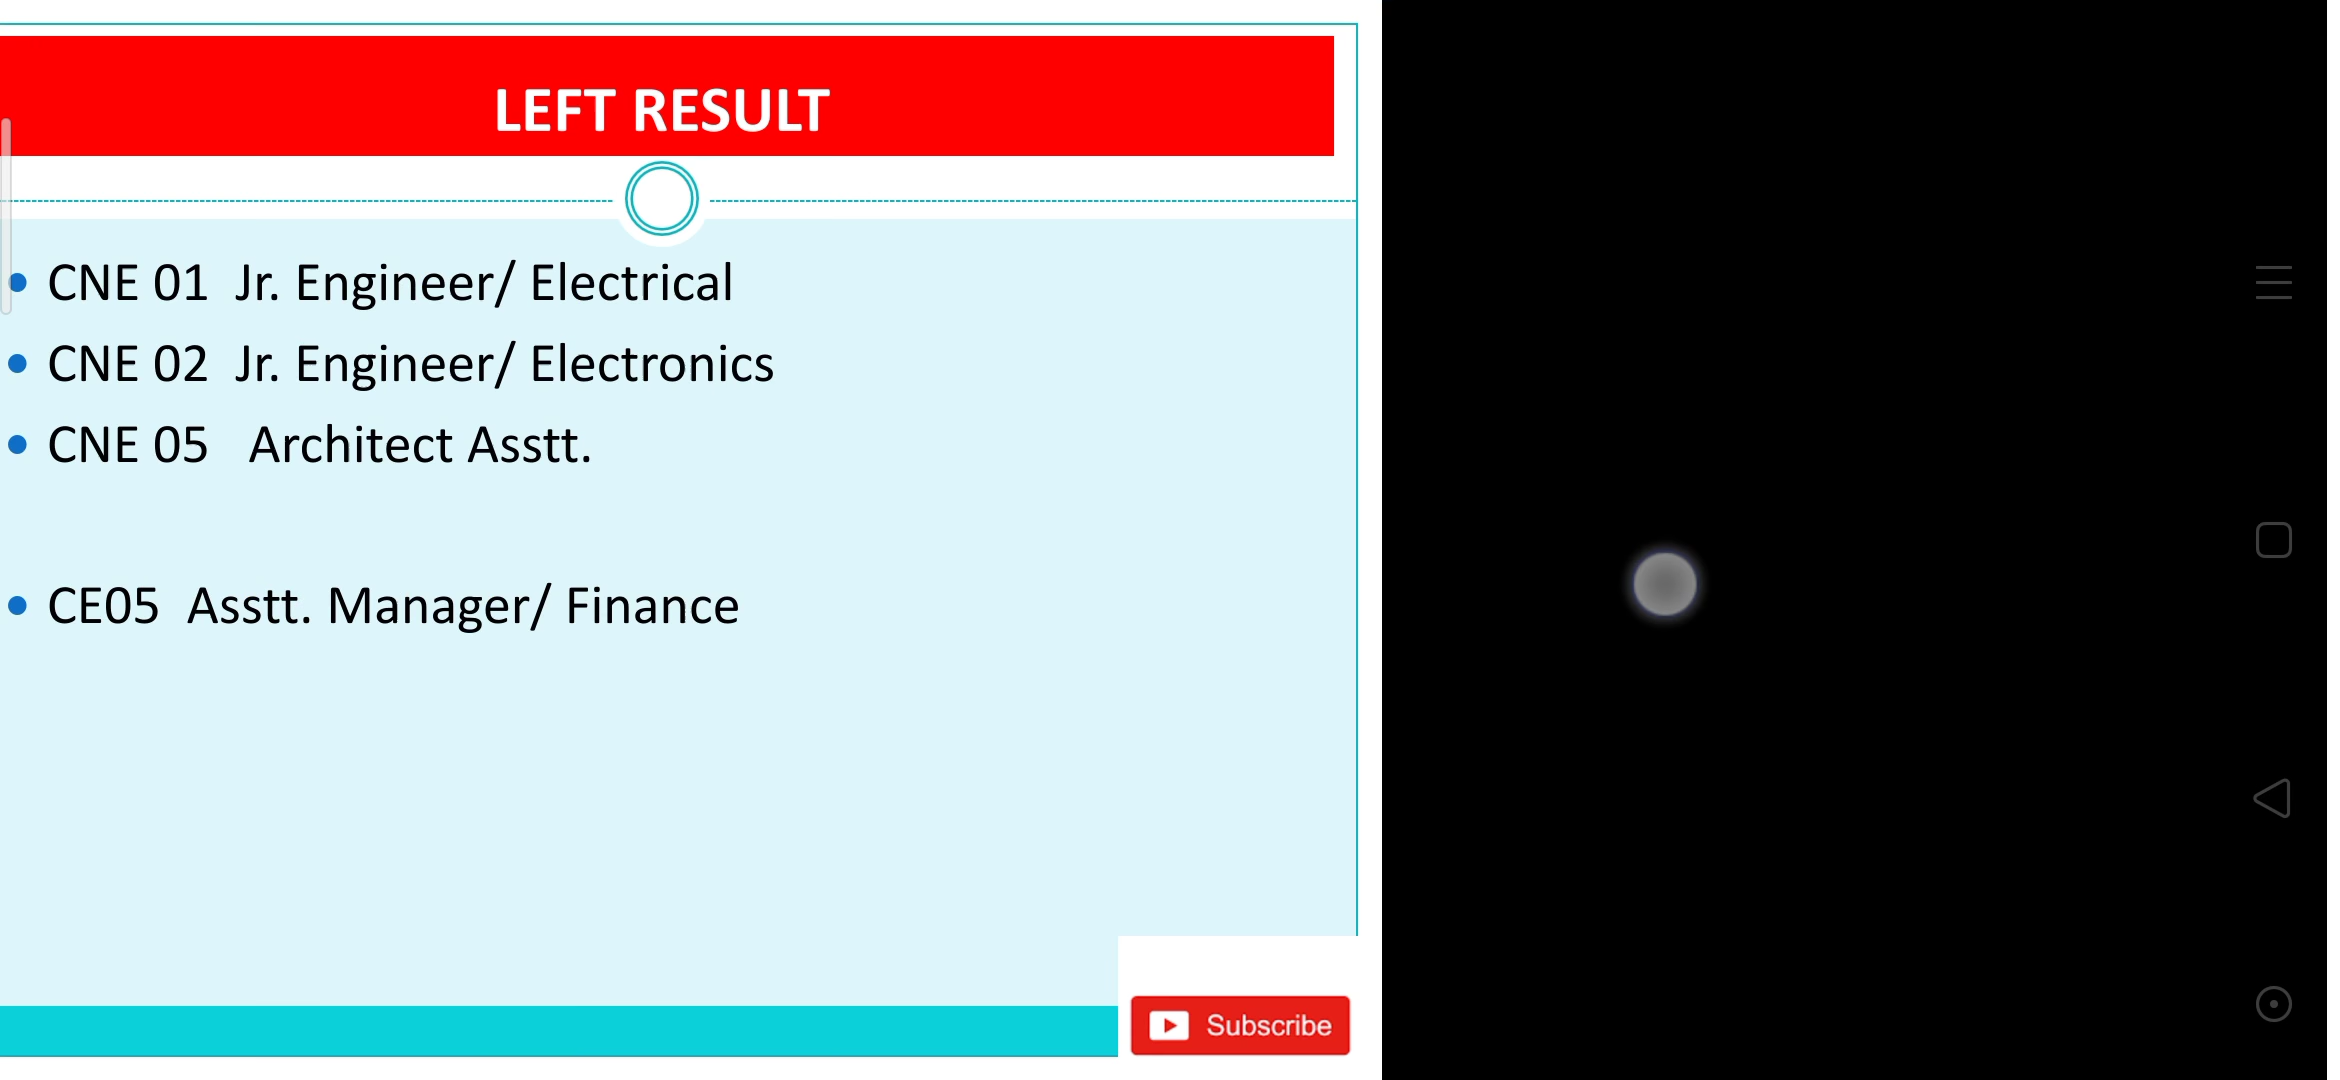 LEFT RESULT
CNE 01 Jr. Engineer/ Electrical
CNE 02 Jr. Engineer/ Electronics
CNE 05 Architect Asstt.
CE05 Asstt. Manager/ Finance
Subscribe